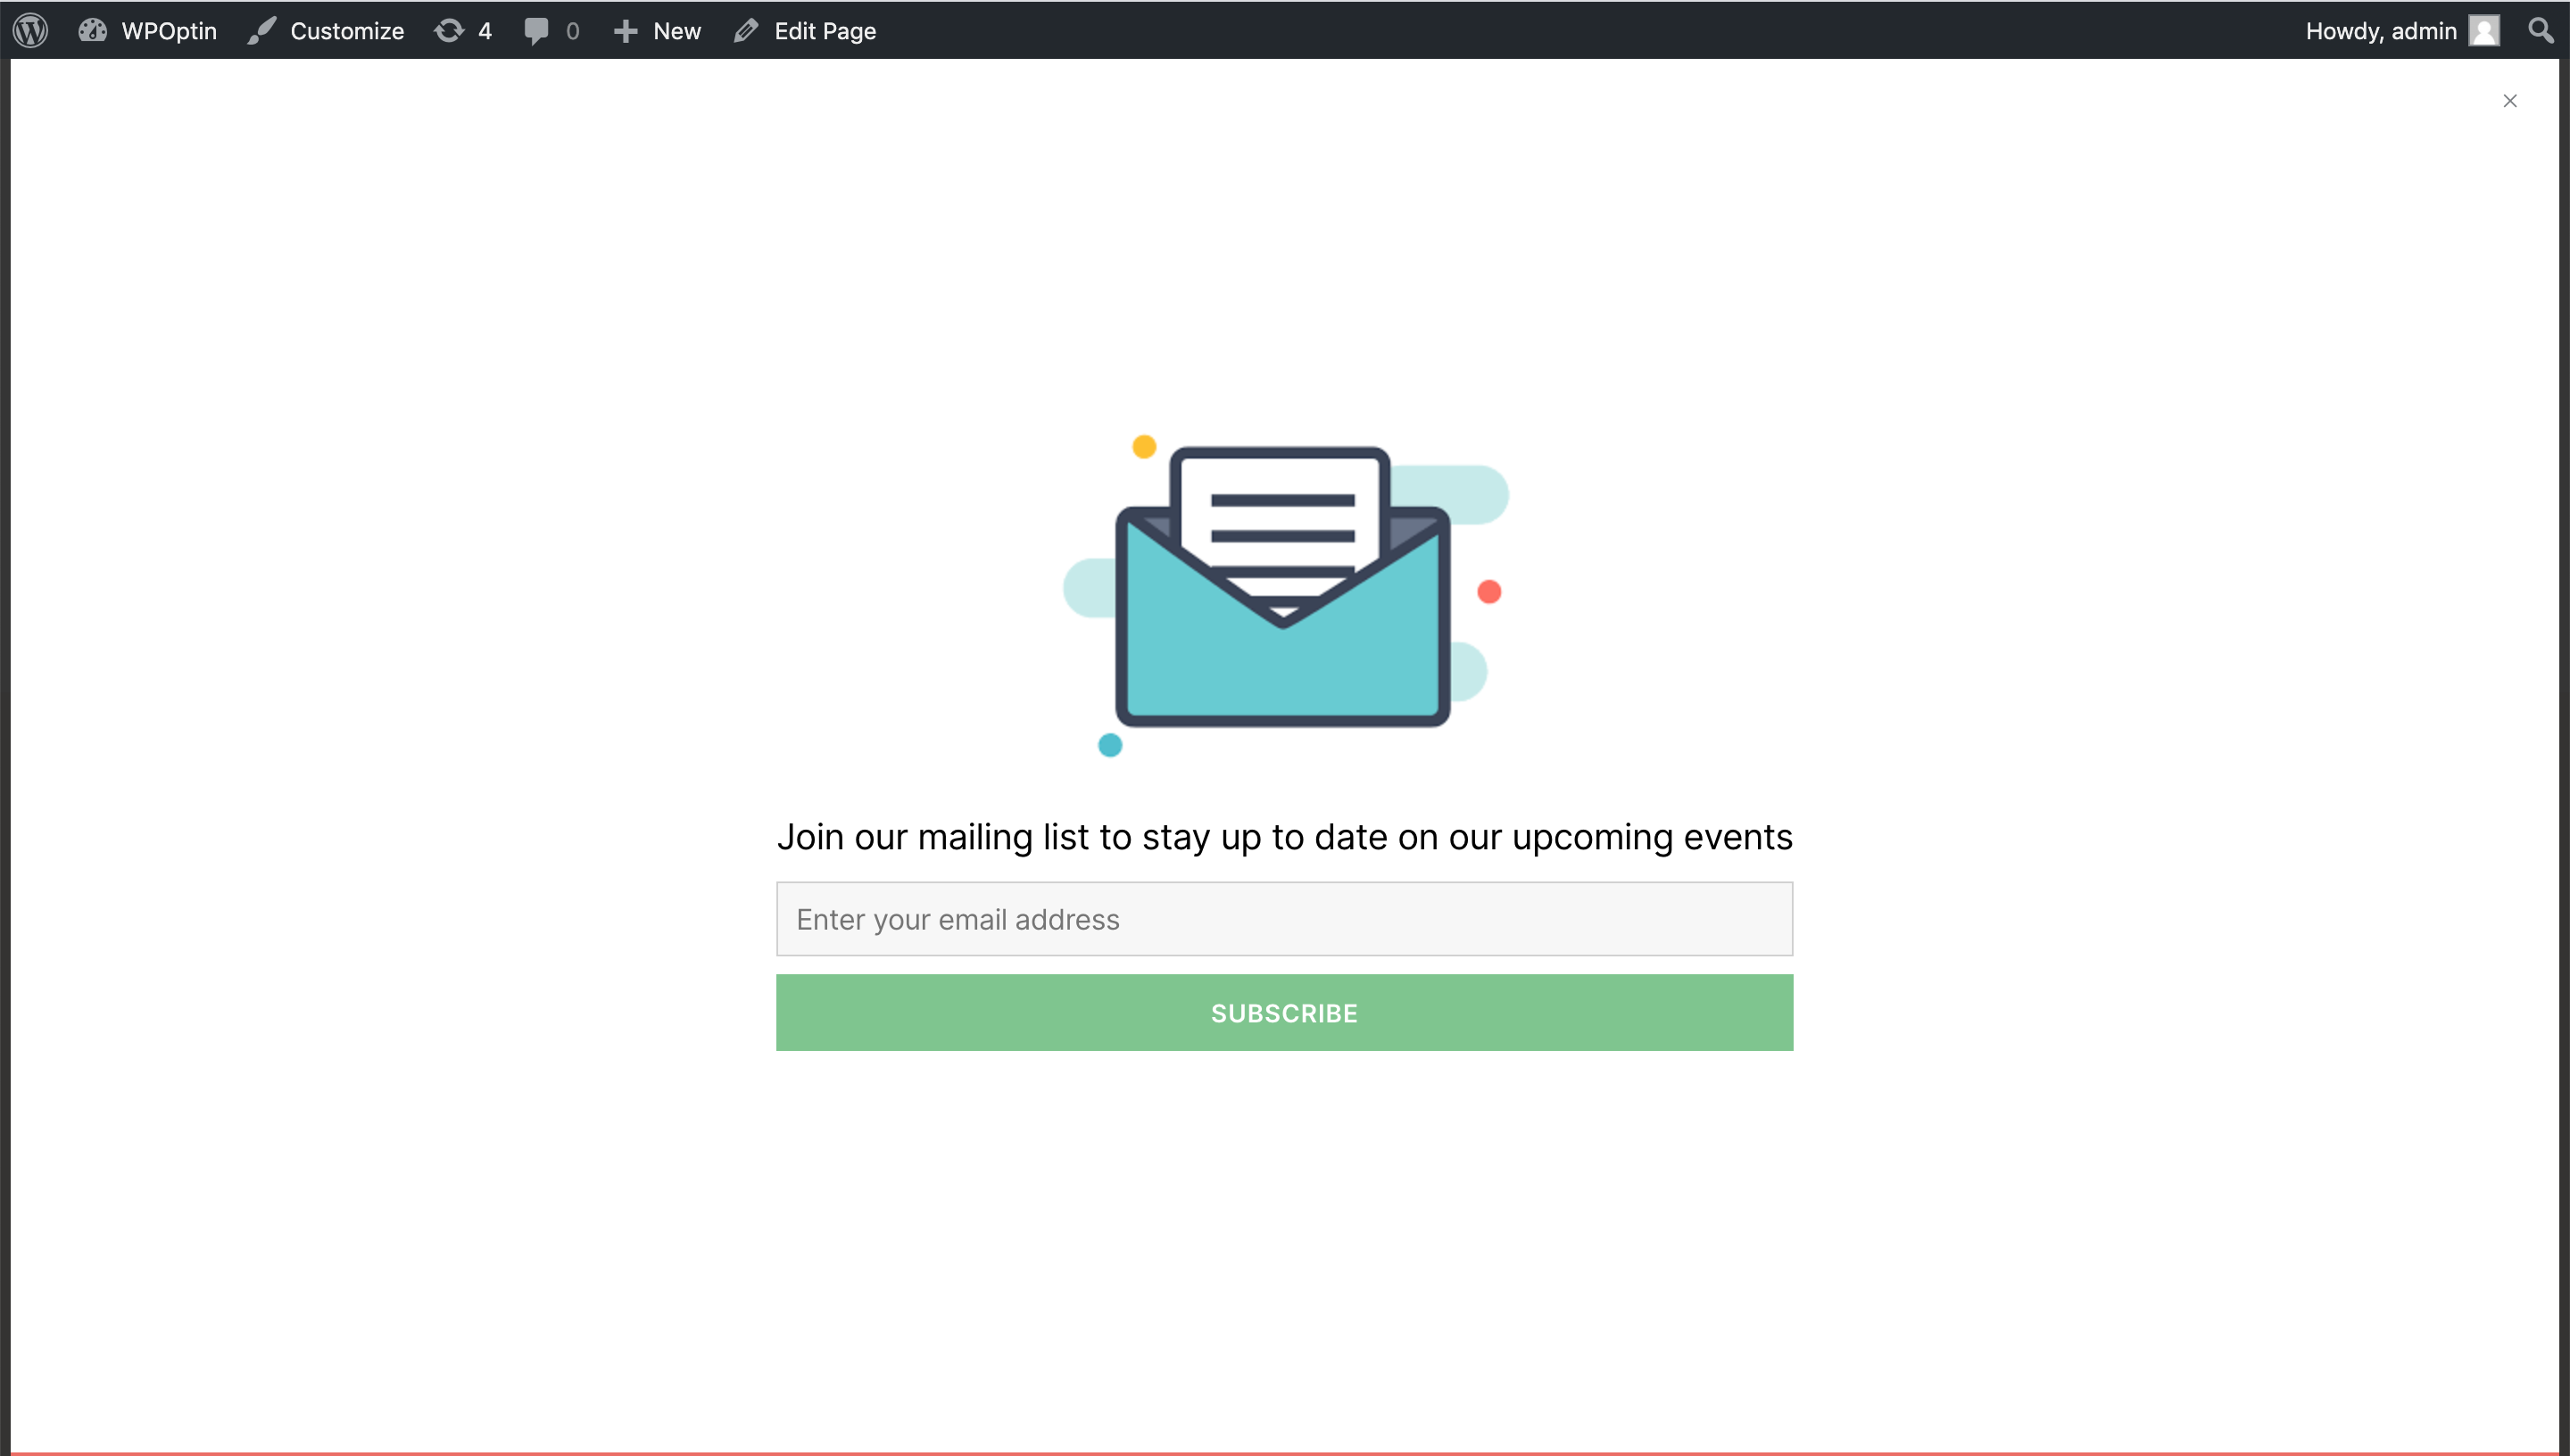 WPOptin Customize 4 0 New Edit Page Howdy, admin
Join our mailing list to stay up to date on our upcoming events
Enter your email address
SUBSCRIBE